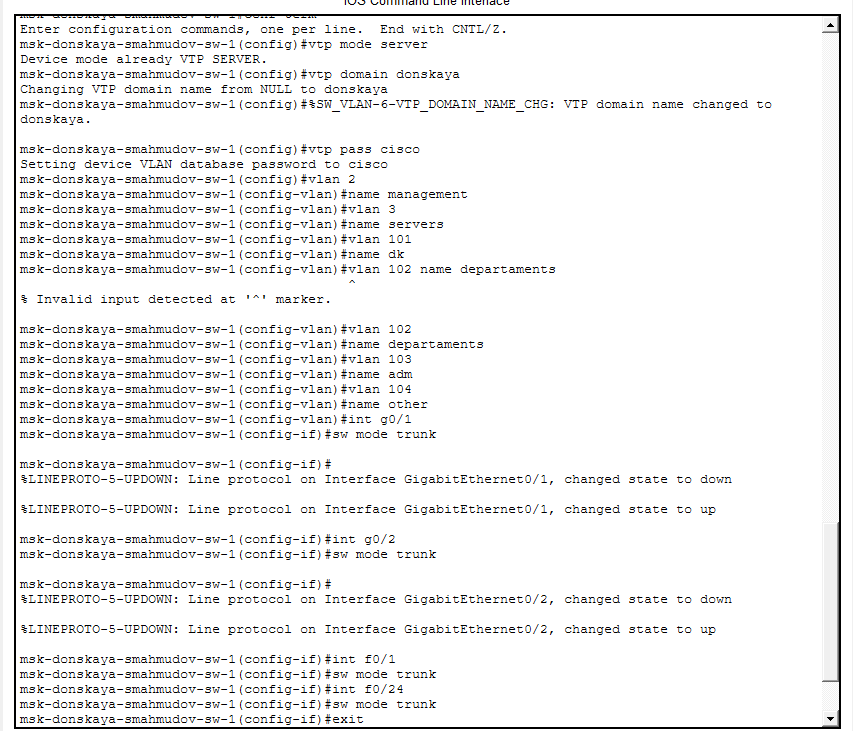 IOS Command Line Interface
Enter configuration commands, one per line.  End with CNTL/Z.
msk-donskaya-smahmudov-sw-1(config)#vtp mode server
Device mode already VTP SERVER.
msk-donskaya-smahmudov-sw-1(config)#vtp domain donskaya
Changing VTP domain name from NULL to donskaya
msk-donskaya-smahmudov-sw-1(config)#%SW_VLAN-6-VTP_DOMAIN_NAME_CHG: VTP domain name changed to
donskaya.
msk-donskaya-smahmudov-sw-1(config)#vtp pass cisco
Setting device VLAN database password to cisco
msk-donskaya-smahmudov-sw-1(config)#vlan 2
msk-donskaya-smahmudov-sw-1(config-vlan)#name management
msk-donskaya-smahmudov-sw-1(config-vlan)#vlan 3
msk-donskaya-smahmudov-sw-1(config-vlan)#name servers
msk-donskaya-smahmudov-sw-1(config-vlan)#vlan 101
msk-donskaya-smahmudov-sw-1(config-vlan)#name dk
msk-donskaya-smahmudov-sw-1(config-vlan)#vlan 102 name departaments
^
% Invalid input detected at '^' marker.
msk-donskaya-smahmudov-sw-1(config-vlan)#vlan 102
msk-donskaya-smahmudov-sw-1(config-vlan)#name departaments
msk-donskaya-smahmudov-sw-1(config-vlan)#vlan 103
msk-donskaya-smahmudov-sw-1(config-vlan)#name adm
msk-donskaya-smahmudov-sw-1(config-vlan)#vlan 104
msk-donskaya-smahmudov-sw-1(config-vlan)#name other
msk-donskaya-smahmudov-sw-1(config-vlan)#int g0/1
msk-donskaya-smahmudov-sw-1(config-if)#sw mode trunk
msk-donskaya-smahmudov-sw-1(config-if)#
%LINEPROTO-5-UPDOWN: Line protocol on Interface GigabitEthernet0/1, changed state to down
%LINEPROTO-5-UPDOWN: Line protocol on Interface GigabitEthernet0/1, changed state to up
msk-donskaya-smahmudov-sw-1(config-if)#int g0/2
msk-donskaya-smahmudov-sw-1(config-if)#sw mode trunk
msk-donskaya-smahmudov-sw-1(config-if)#
%LINEPROTO-5-UPDOWN: Line protocol on Interface GigabitEthernet0/2, changed state to down
%LINEPROTO-5-UPDOWN: Line protocol on Interface GigabitEthernet0/2, changed state to up
msk-donskaya-smahmudov-sw-1(config-if)#int f0/1
msk-donskaya-smahmudov-sw-1(config-if)#sw mode trunk
msk-donskaya-smahmudov-sw-1(config-if)#int f0/24
msk-donskaya-smahmudov-sw-1(config-if)#sw mode trunk
msk-donskaya-smahmudov-sw-1(config-if)#exit